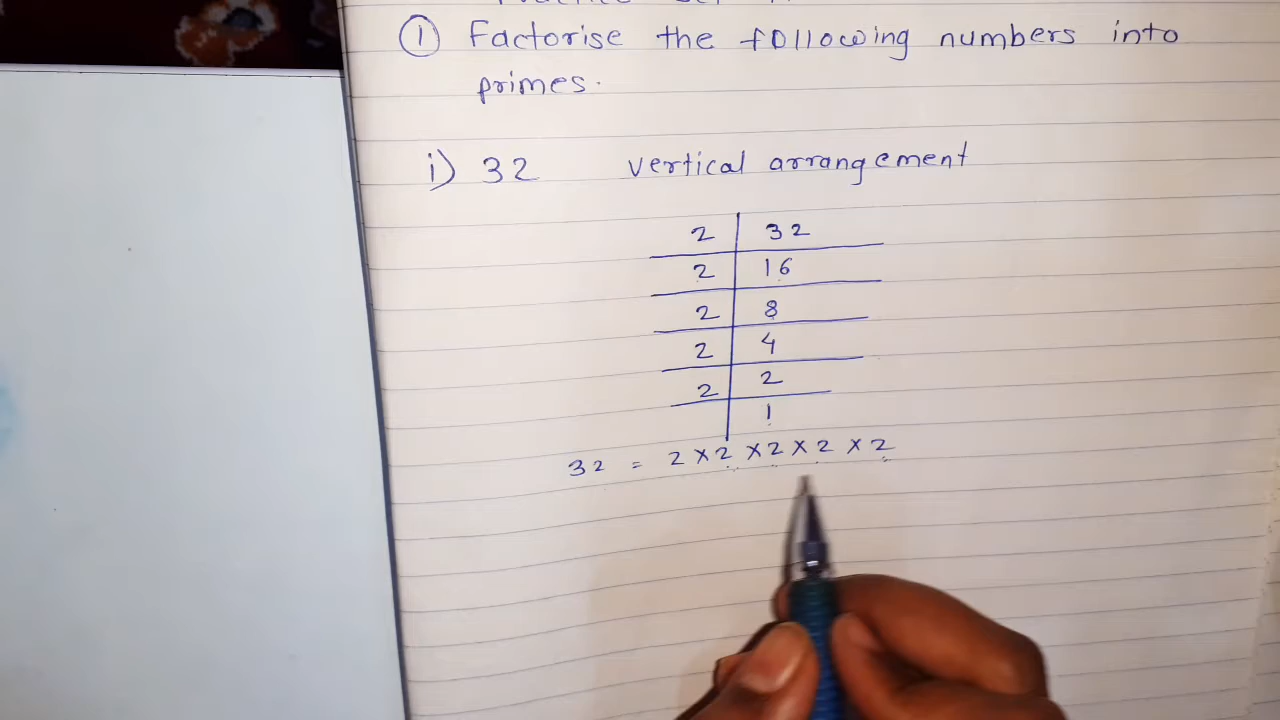 ① Factorise the following numbers into
primes.
i) 32 vertical arrangement
2 | 32
2 | 16
2 | 8
2 | 4
2 | 2
1
32 = 2 × 2 × 2 × 2 × 2